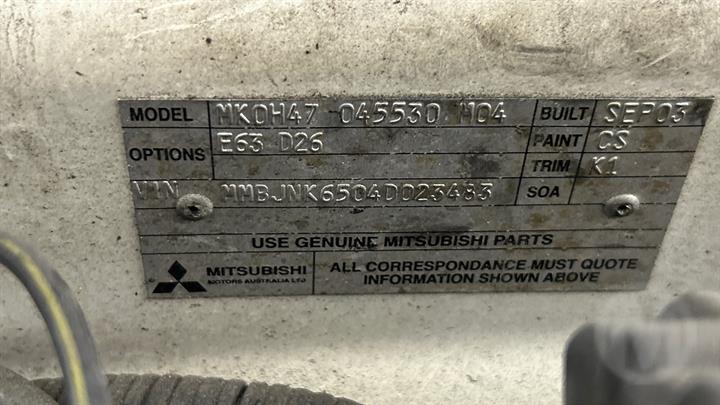 MODEL MK0H47 045530 M04 BUILT SEP03
OPTIONS E63 D26 PAINT CS
TRIM K1
VIN MMBJNK6504D023483 SOA
USE GENUINE MITSUBISHI PARTS
MITSUBISHI
MOTORS AUSTRALIA LTD
ALL CORRESPONDANCE MUST QUOTE
INFORMATION SHOWN ABOVE
M